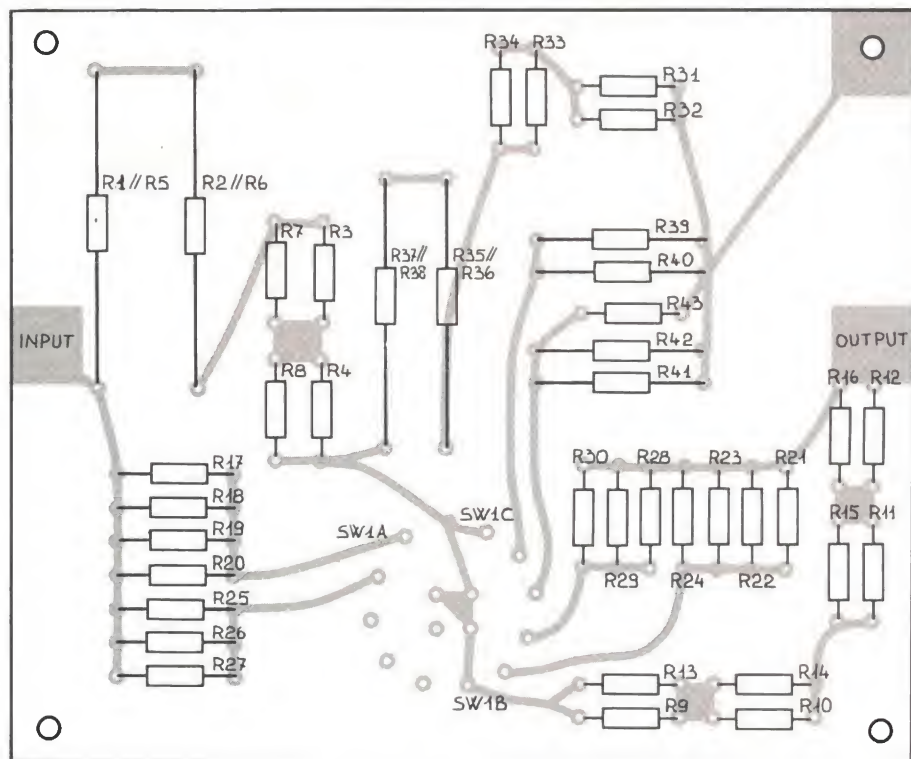 R34 R33
R31
R32
R1//R5 R2//R6
R7 R3
R37//
R38
R35//
R36
R39
R40
R43
R42
R41
INPUT
OUTPUT
R8 R4
R16 R12
R17
R18
R19
R20
R25
R26
R27
SW1A
SW1C
R30 R28 R23 R21
R29 R24 R22
R15 R11
SW1B
R13 R14
R9 R10